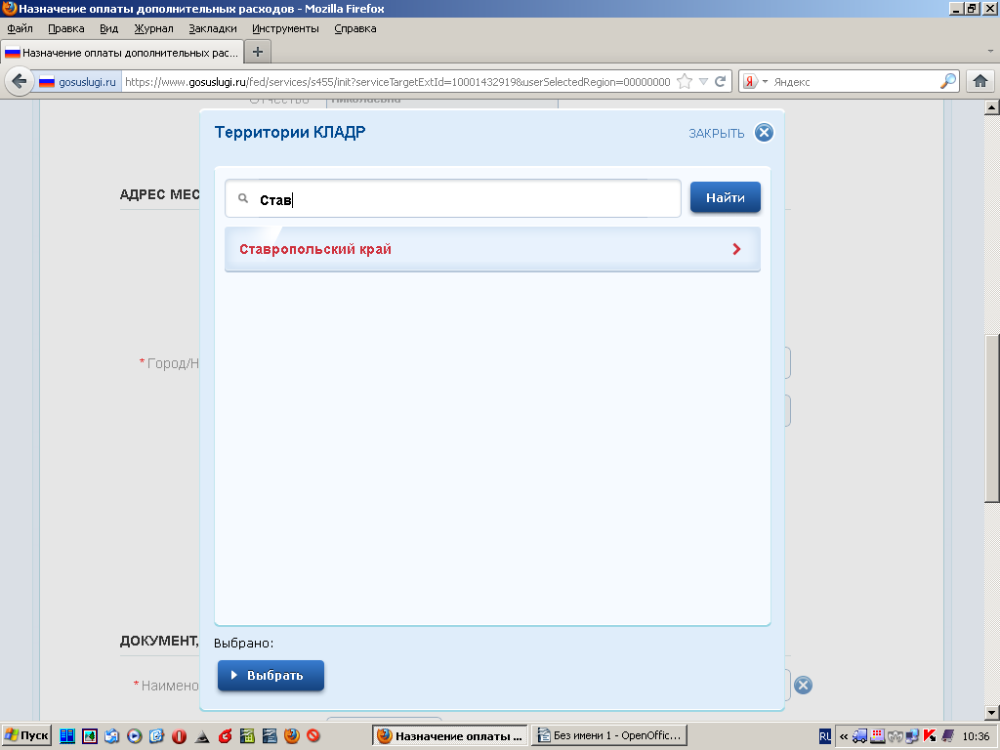 Назначение оплаты дополнительных расходов - Mozilla Firefox
Файл Правка Вид Журнал Закладки Инструменты Справка
Назначение оплаты дополнительных рас...
gosuslugi.ru https://www.gosuslugi.ru/fed/services/s455/init?serviceTargetExtId=10001432919&userSelectedRegion=00000000 Яндекс
Отчество Николаевна
Территории КЛАДР ЗАКРЫТЬ
АДРЕС МЕС
Став Найти
Ставропольский край
* Город/Н
ДОКУМЕНТ,
Выбрано:
* Наимено
Выбрать
Пуск Назначение оплаты ... Без имени 1 - OpenOffic... RL « 10:36